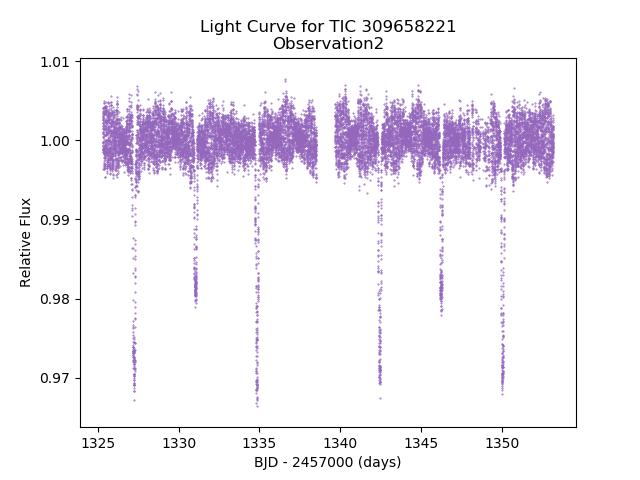 Light Curve for TIC 309658221
Observation2
1.01
1.00
0.99
0.98
0.97
Relative Flux
1325 1330 1335 1340 1345 1350
BJD - 2457000 (days)